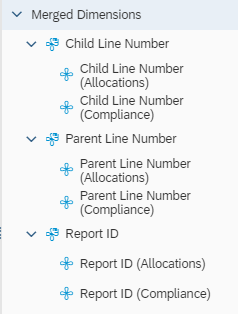 Merged Dimensions
Child Line Number
Child Line Number
(Allocations)
Child Line Number
(Compliance)
Parent Line Number
Parent Line Number
(Allocations)
Parent Line Number
(Compliance)
Report ID
Report ID (Allocations)
Report ID (Compliance)